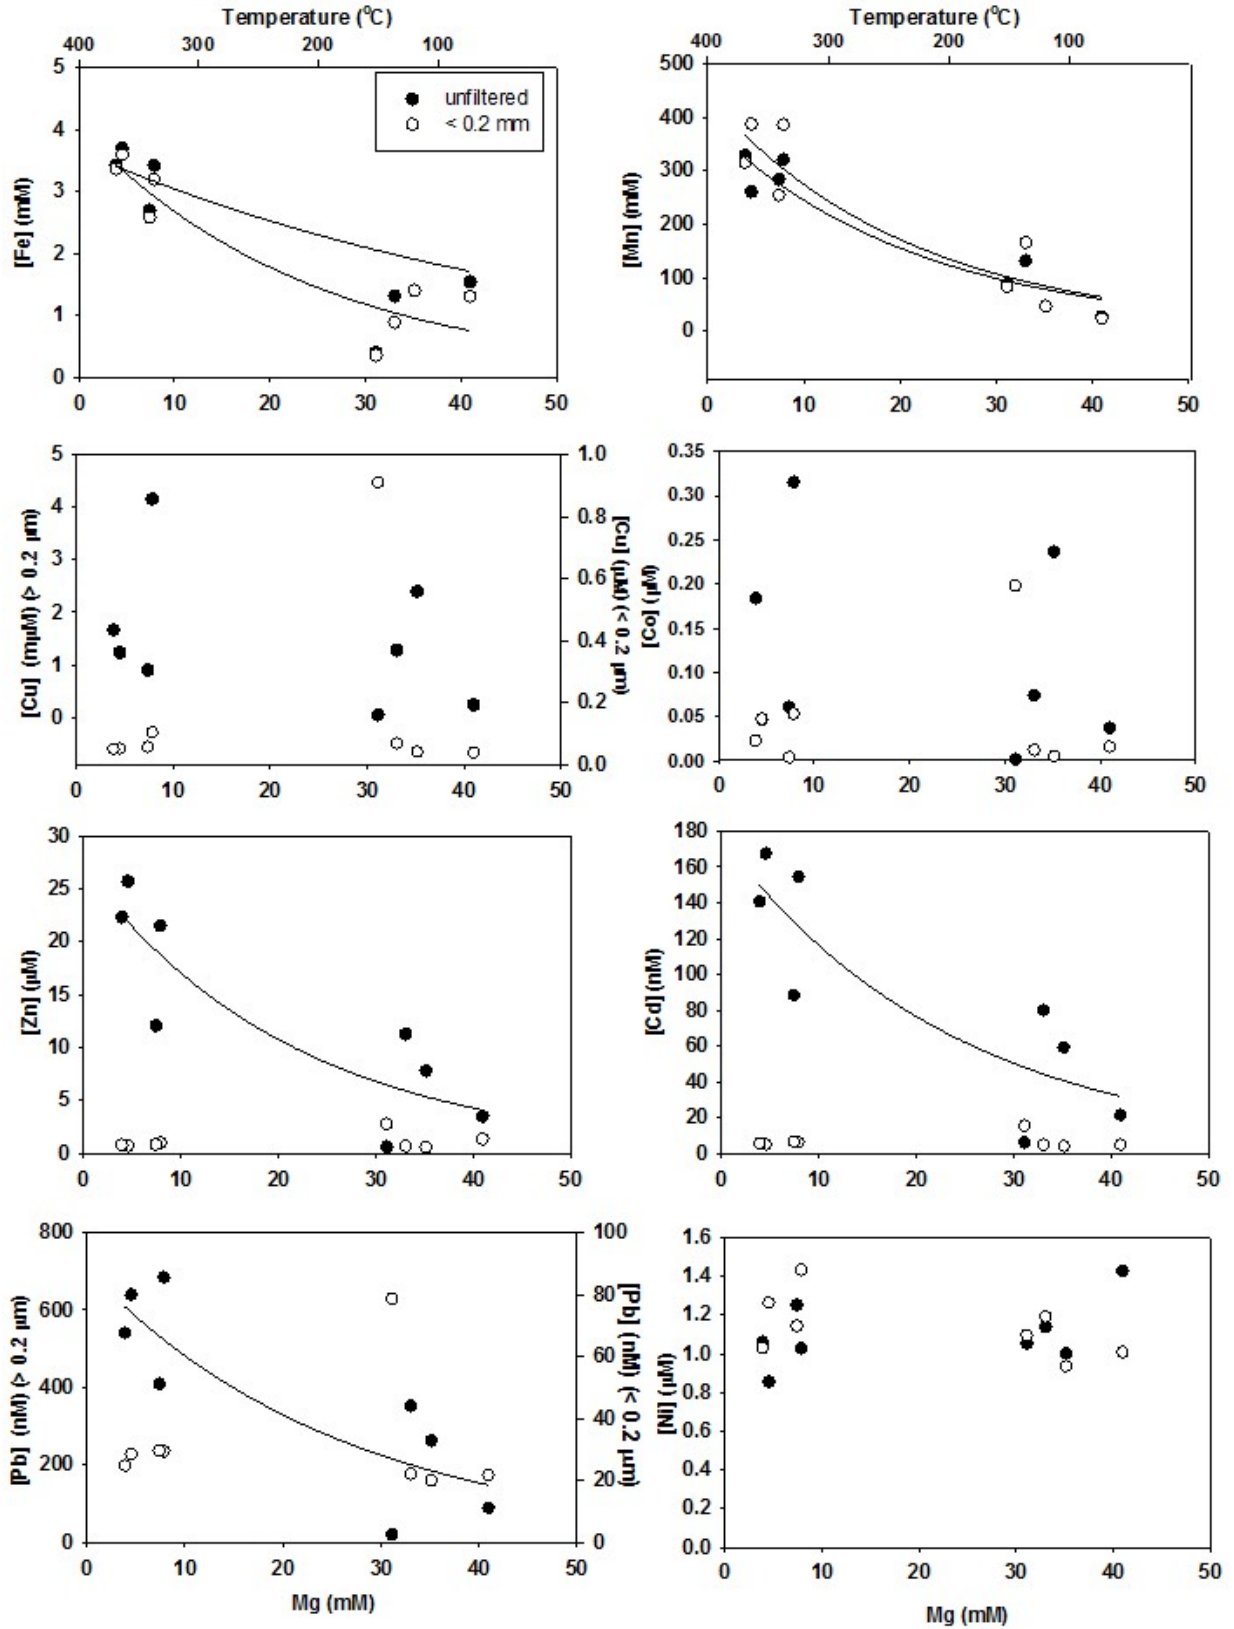 Temperature (⁰C)
400 300 200 100
5
4
3
2
1
0
[Fe] (mM)
unfiltered
< 0.2 mm
0 10 20 30 40 50
Temperature (⁰C)
400 300 200 100
500
400
300
200
100
0
[Mn] (mM)
0 10 20 30 40 50
5
4
3
2
1
0
[Cu] (mµM) (> 0.2 µm)
1.0
0.8
0.6
0.4
0.2
0.0
[Cu] (µM) (< 0.2 µm)
0 10 20 30 40 50
0.35
0.30
0.25
0.20
0.15
0.10
0.05
0.00
[Co] (µM)
0 10 20 30 40 50
30
25
20
15
10
5
0
[Zn] (µM)
0 10 20 30 40 50
180
160
140
120
100
80
60
40
20
0
[Cd] (nM)
0 10 20 30 40 50
800
600
400
200
0
[Pb] (nM) (> 0.2 µm)
100
80
60
40
20
0
[Pb] (nM) (< 0.2 µm)
0 10 20 30 40 50
Mg (mM)
1.6
1.4
1.2
1.0
0.8
0.6
0.4
0.2
0.0
[Ni] (µM)
0 10 20 30 40 50
Mg (mM)